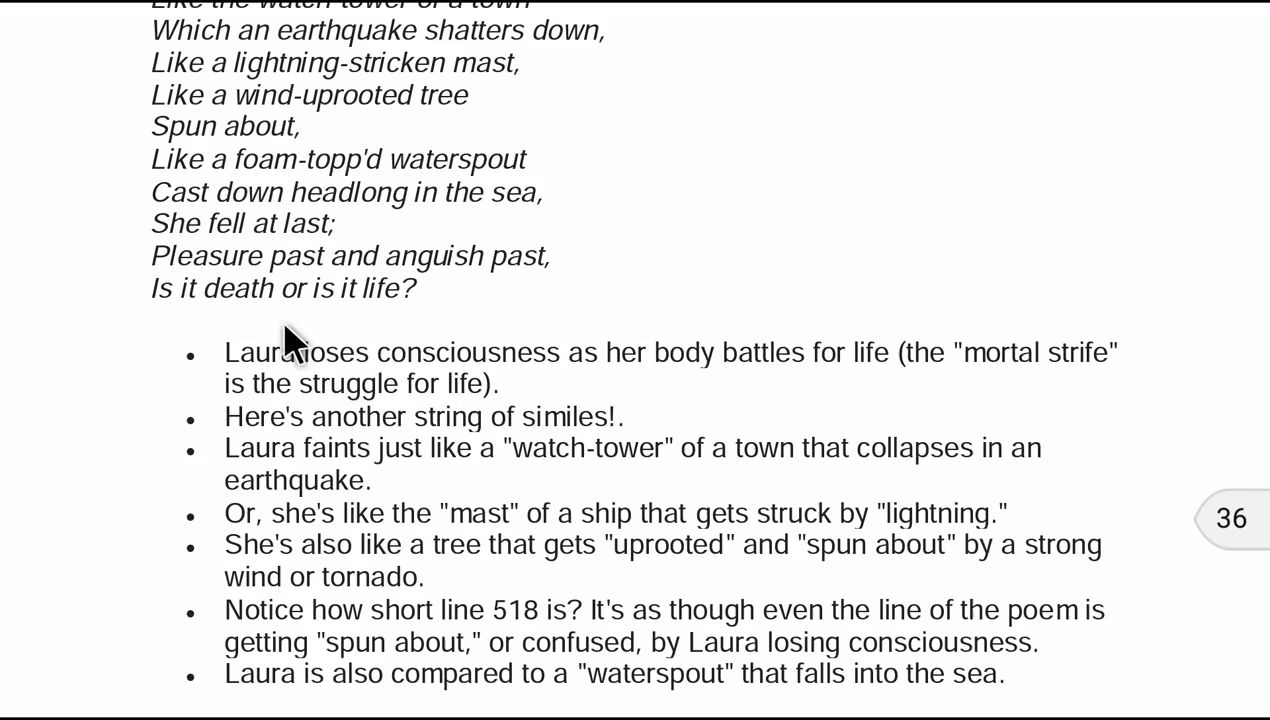 Like the watch-tower of a town
Which an earthquake shatters down,
Like a lightning-stricken mast,
Like a wind-uprooted tree
Spun about,
Like a foam-topp'd waterspout
Cast down headlong in the sea,
She fell at last;
Pleasure past and anguish past,
Is it death or is it life?
• Laura loses consciousness as her body battles for life (the "mortal strife"
is the struggle for life).
• Here's another string of similes!.
• Laura faints just like a "watch-tower" of a town that collapses in an
earthquake.
• Or, she's like the "mast" of a ship that gets struck by "lightning."
• She's also like a tree that gets "uprooted" and "spun about" by a strong
wind or tornado.
• Notice how short line 518 is? It's as though even the line of the poem is
getting "spun about," or confused, by Laura losing consciousness.
• Laura is also compared to a "waterspout" that falls into the sea.
36